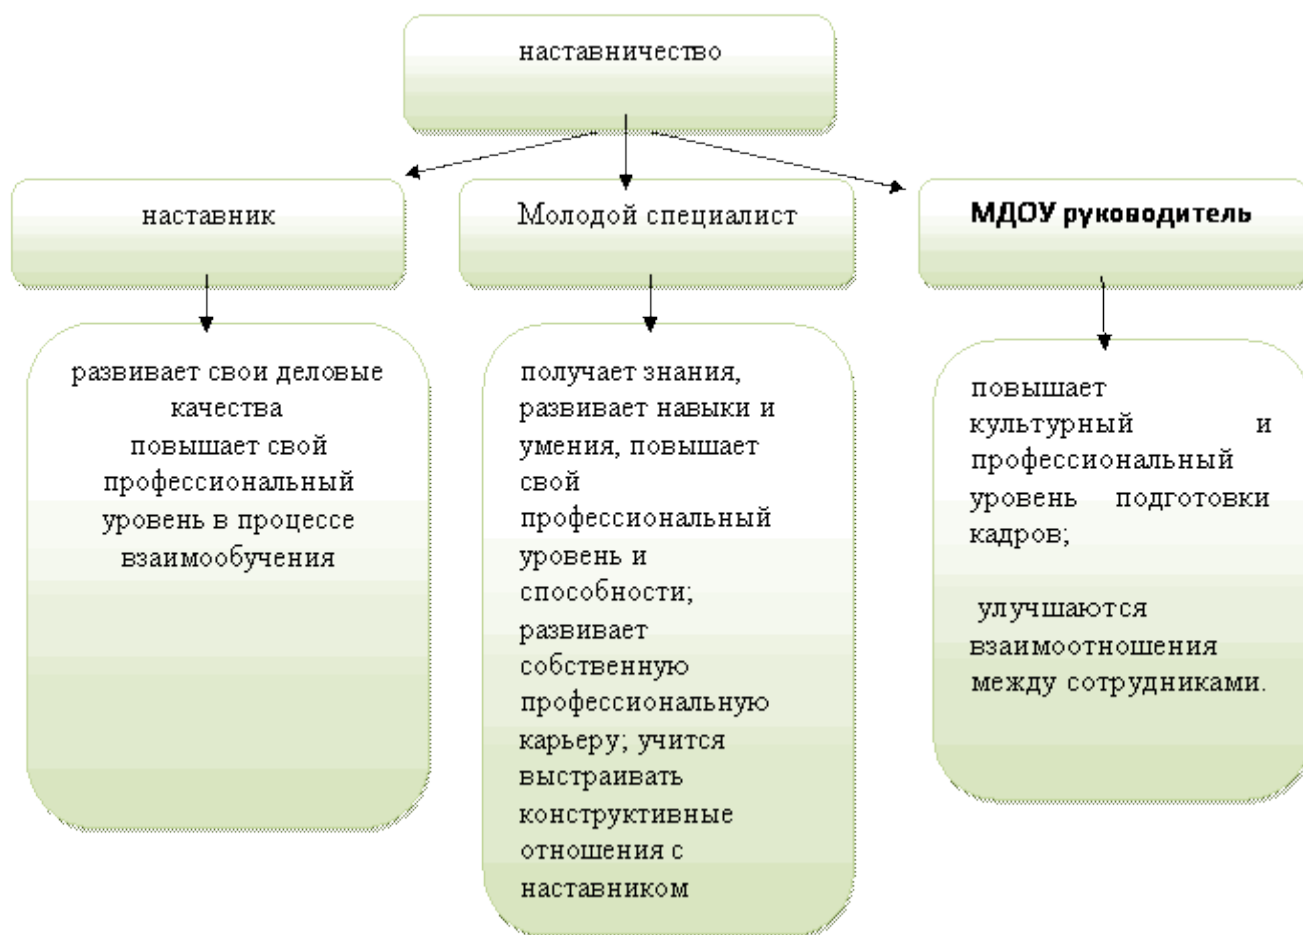 наставничество
наставник
Молодой специалист
МДОУ руководитель
развивает свои деловые
качества
повышает свой
профессиональный
уровень в процессе
взаимообучения
получает знания,
развивает навыки и
умения, повышает
свой
профессиональный
уровень и
способности;
развивает
собственную
профессиональную
карьеру; учится
выстраивать
конструктивные
отношения с
наставником
повышает
культурный и
профессиональный
уровень подготовки
кадров;
улучшаются
взаимоотношения
между сотрудниками.